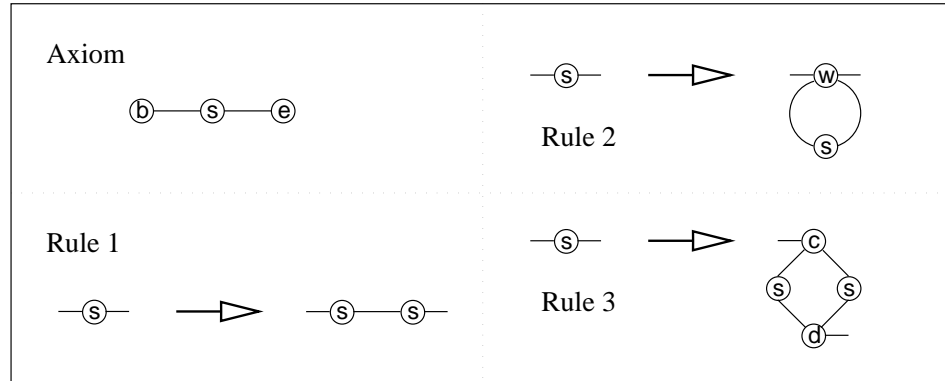 Axiom
b s e
s w
s
Rule 2
Rule 1
s s s
s c
s s
Rule 3
d